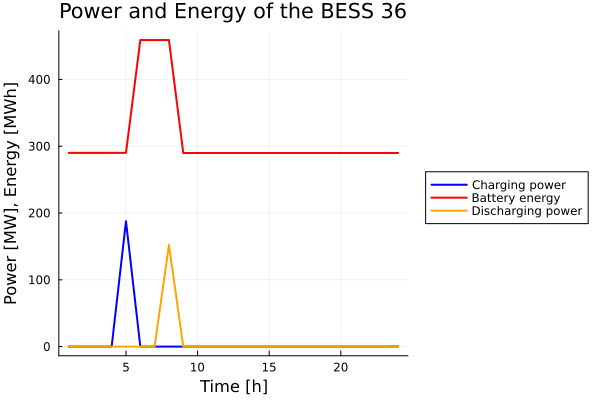 Power and Energy of the BESS 36
Power [MW], Energy [MWh]
400
300
200
100
0
5
10
15
20
Time [h]
Charging power
Battery energy
Discharging power